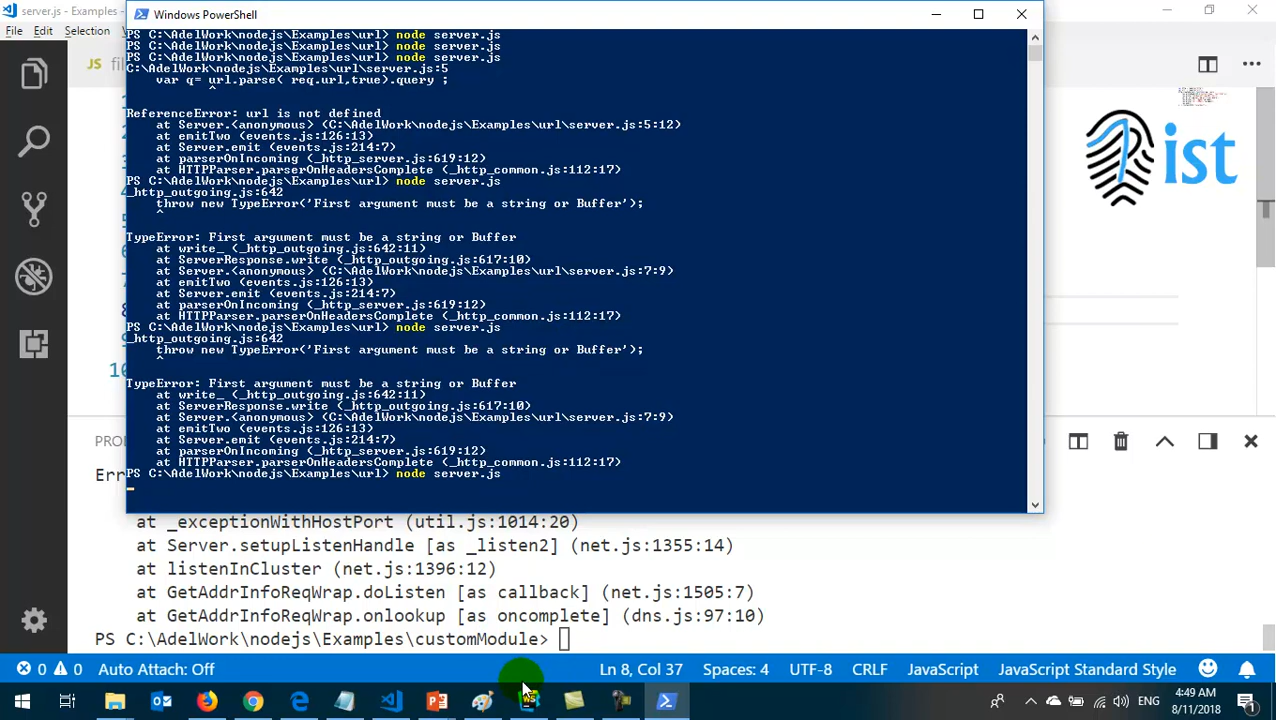 server.js - Examples -
Windows PowerShell
File Edit Selection
PS C:\AdelWork\nodejs\Examples\url> node server.js
PS C:\AdelWork\nodejs\Examples\url> node server.js
PS C:\AdelWork\nodejs\Examples\url> node server.js
C:\AdelWork\nodejs\Examples\url\server.js:5
var q= url.parse( req.url,true).query ;
^
ReferenceError: url is not defined
at Server.<anonymous> (C:\AdelWork\nodejs\Examples\url\server.js:5:12)
at emitTwo (events.js:126:13)
at Server.emit (events.js:214:7)
at parserOnIncoming (_http_server.js:619:12)
at HTTPParser.parserOnHeadersComplete (_http_common.js:112:17)
PS C:\AdelWork\nodejs\Examples\url> node server.js
_http_outgoing.js:642
throw new TypeError('First argument must be a string or Buffer');
^
TypeError: First argument must be a string or Buffer
at write_ (_http_outgoing.js:642:11)
at ServerResponse.write (_http_outgoing.js:617:10)
at Server.<anonymous> (C:\AdelWork\nodejs\Examples\url\server.js:7:9)
at emitTwo (events.js:126:13)
at Server.emit (events.js:214:7)
at parserOnIncoming (_http_server.js:619:12)
at HTTPParser.parserOnHeadersComplete (_http_common.js:112:17)
PS C:\AdelWork\nodejs\Examples\url> node server.js
_http_outgoing.js:642
throw new TypeError('First argument must be a string or Buffer');
^
TypeError: First argument must be a string or Buffer
at write_ (_http_outgoing.js:642:11)
at ServerResponse.write (_http_outgoing.js:617:10)
at Server.<anonymous> (C:\AdelWork\nodejs\Examples\url\server.js:7:9)
at emitTwo (events.js:126:13)
at Server.emit (events.js:214:7)
at parserOnIncoming (_http_server.js:619:12)
at HTTPParser.parserOnHeadersComplete (_http_common.js:112:17)
PS C:\AdelWork\nodejs\Examples\url> node server.js
JS fi
ist
8
10
PRO
Err
at _exceptionWithHostPort (util.js:1014:20)
at Server.setupListenHandle [as _listen2] (net.js:1355:14)
at listenInCluster (net.js:1396:12)
at GetAddrInfoReqWrap.doListen [as callback] (net.js:1505:7)
at GetAddrInfoReqWrap.onlookup [as oncomplete] (dns.js:97:10)
PS C:\AdelWork\nodejs\Examples\customModule>
0 0 Auto Attach: Off Ln 8, Col 37 Spaces: 4 UTF-8 CRLF JavaScript JavaScript Standard Style
ENG 4:49 AM
8/11/2018